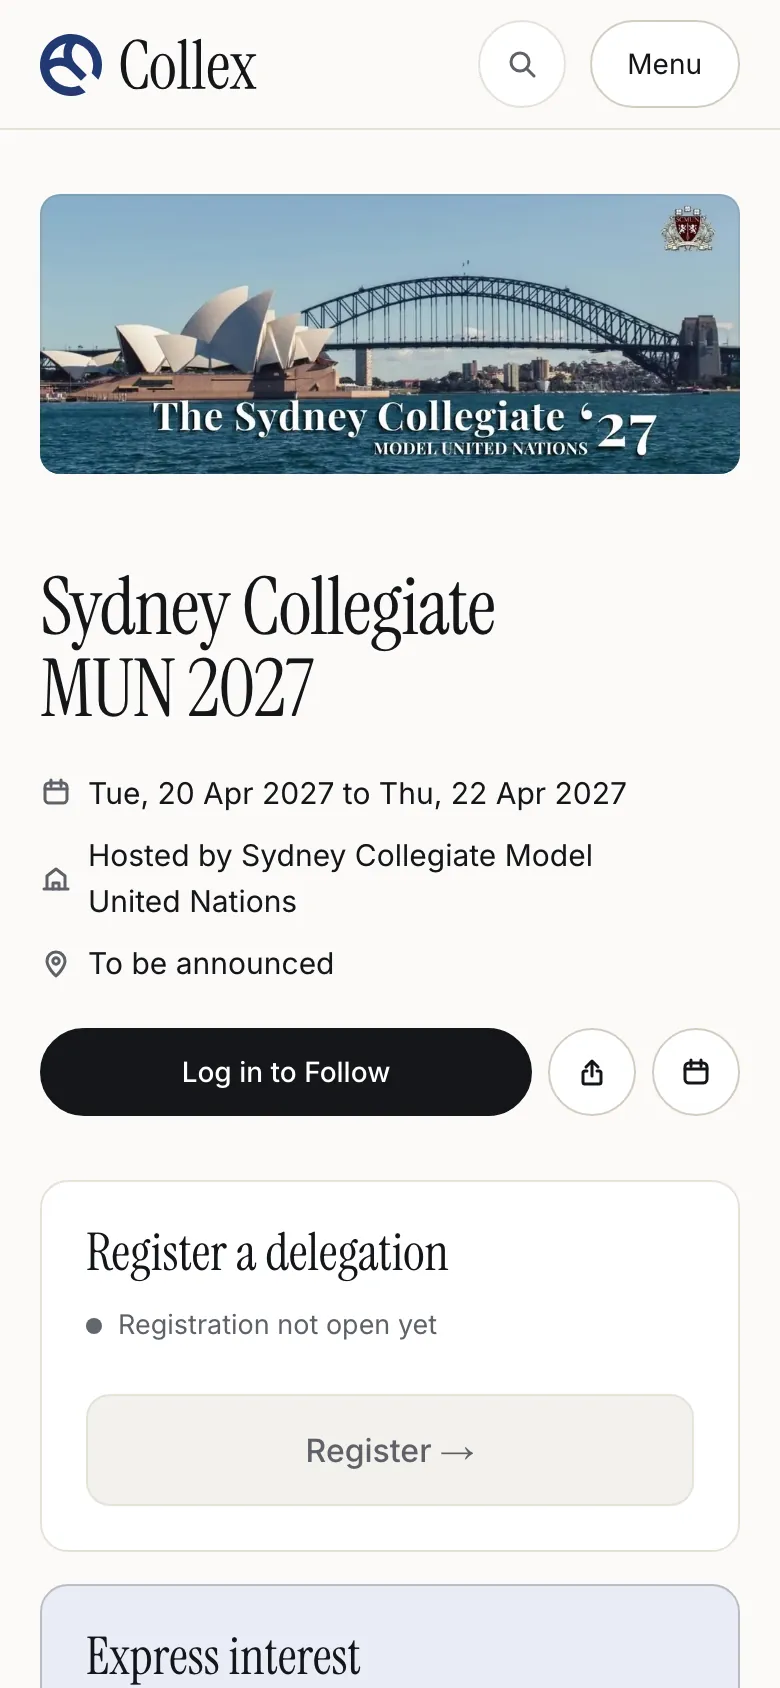 Collex
Menu
SCMUN
The Sydney Collegiate ‘27
MODEL UNITED NATIONS
Sydney Collegiate
MUN 2027
Tue, 20 Apr 2027 to Thu, 22 Apr 2027
Hosted by Sydney Collegiate Model
United Nations
To be announced
Log in to Follow
Register a delegation
Registration not open yet
Register →
Express interest